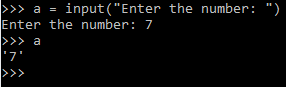 >>> a = input("Enter the number: ")
Enter the number: 7
>>> a
'7'
>>>